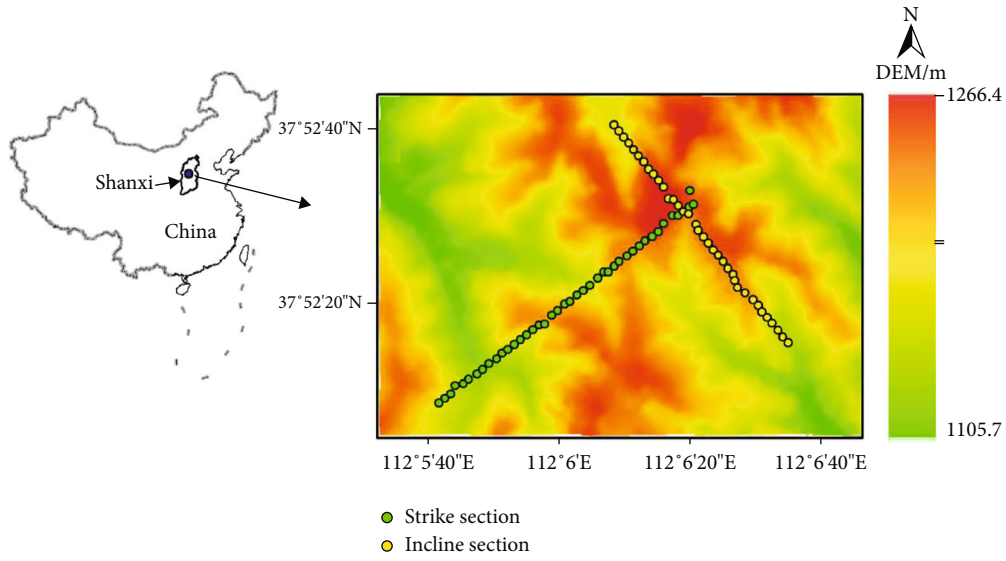 N
DEM/m
1266.4
=
1105.7
37°52'40"N
37°52'20"N
Shanxi
China
112°5'40"E
112°6'E
112°6'20"E
112°6'40"E
Strike section
Incline section